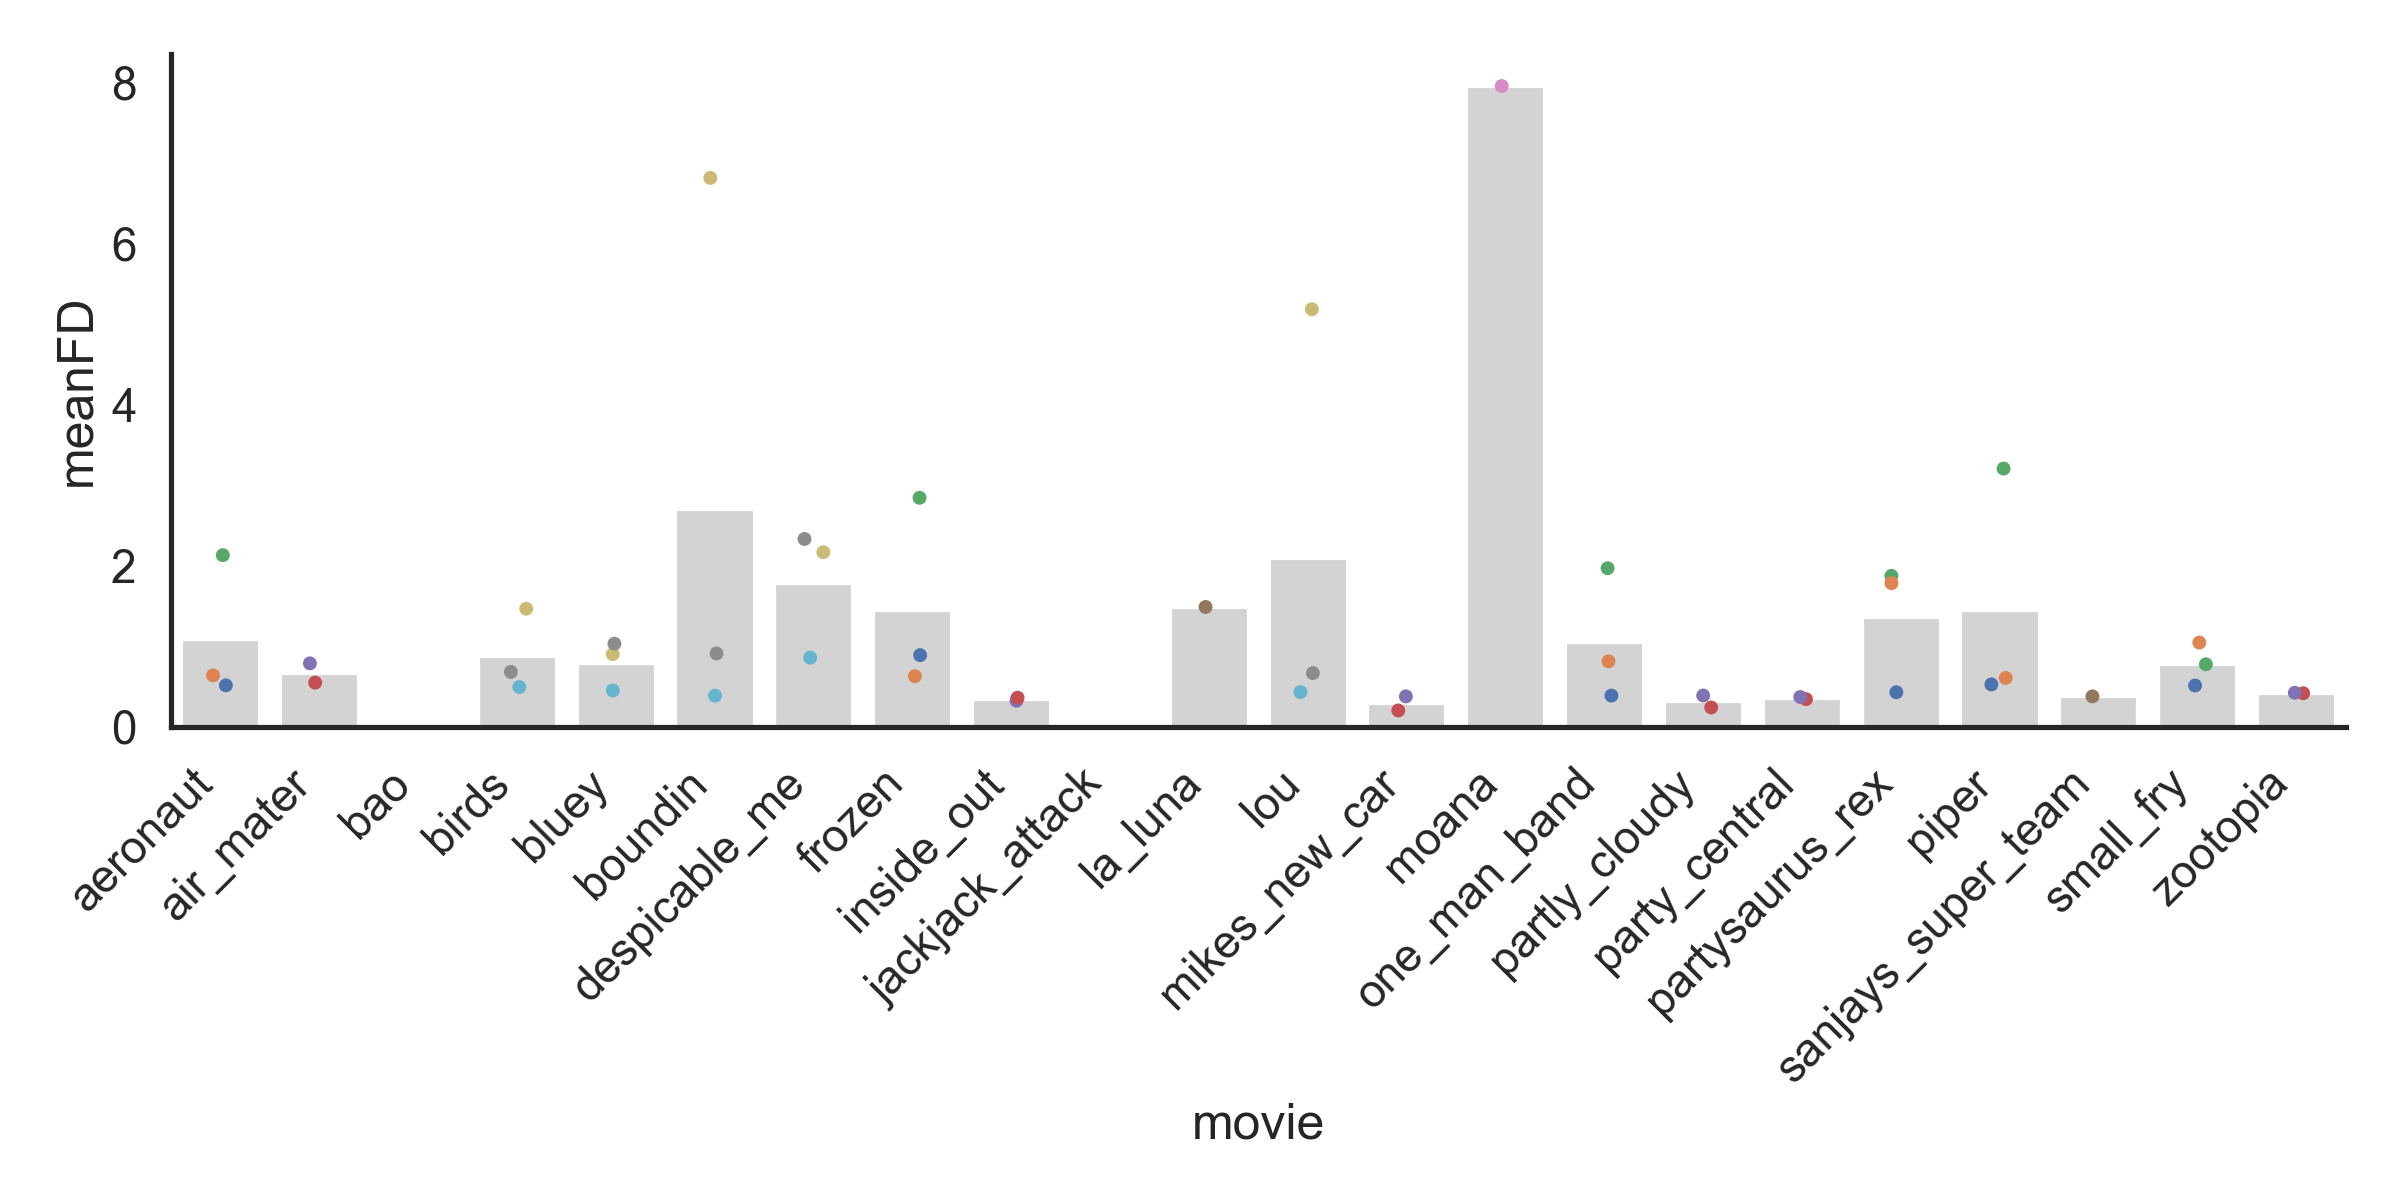 meanFD
8
6
4
2
0
aeronaut
air_mater
bao
birds
bluey
boundin
despicable_me
frozen
inside_out
jackjack_attack
la_luna
lou
mikes_new_car
moana
one_man_band
partly_cloudy
party_central
partysaurus_rex
piper
sanjays_super_team
small_fry
zootopia
movie